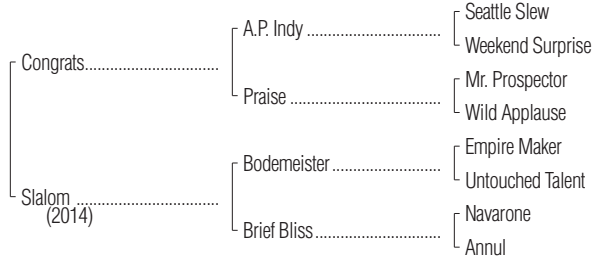 Congrats
A.P. Indy
Seattle Slew
Weekend Surprise
Praise
Mr. Prospector
Wild Applause
Slalom
(2014)
Bodemeister
Empire Maker
Untouched Talent
Brief Bliss
Navarone
Annul